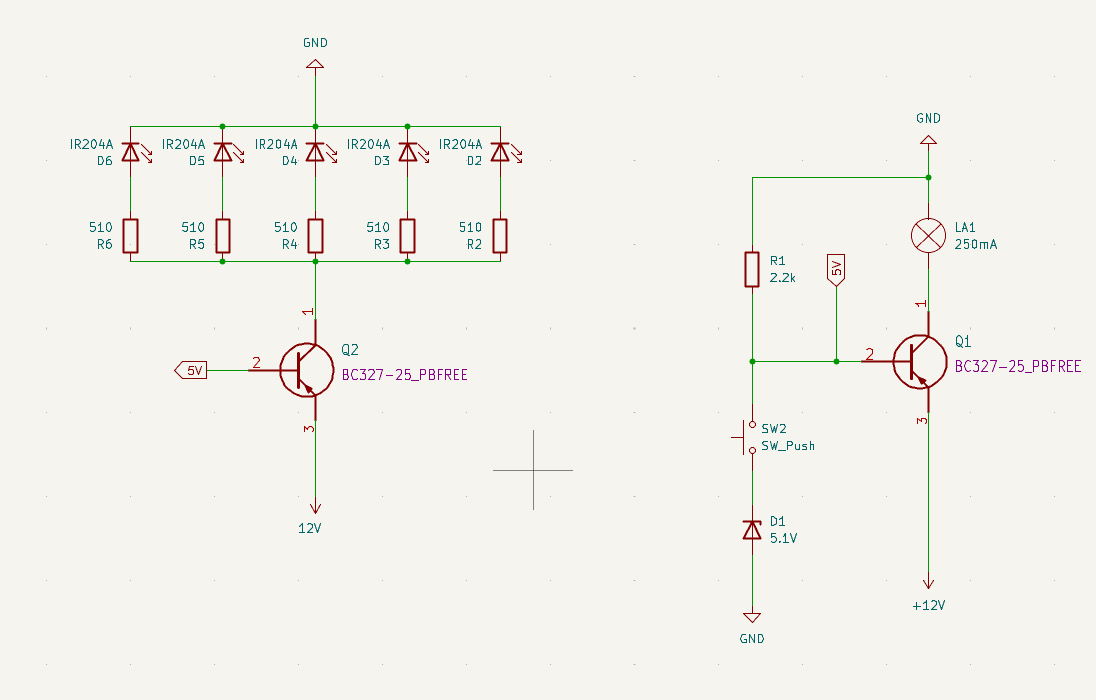 GND
IR204A
D6
IR204A
D5
IR204A
D4
IR204A
D3
IR204A
D2
510
R6
510
R5
510
R4
510
R3
510
R2
1
5V
2
Q2
BC327-25_PBFREE
3
12V
GND
LA1
250mA
R1
2.2k
5V
1
2
Q1
BC327-25_PBFREE
3
SW2
SW_Push
D1
5.1V
GND
+12V